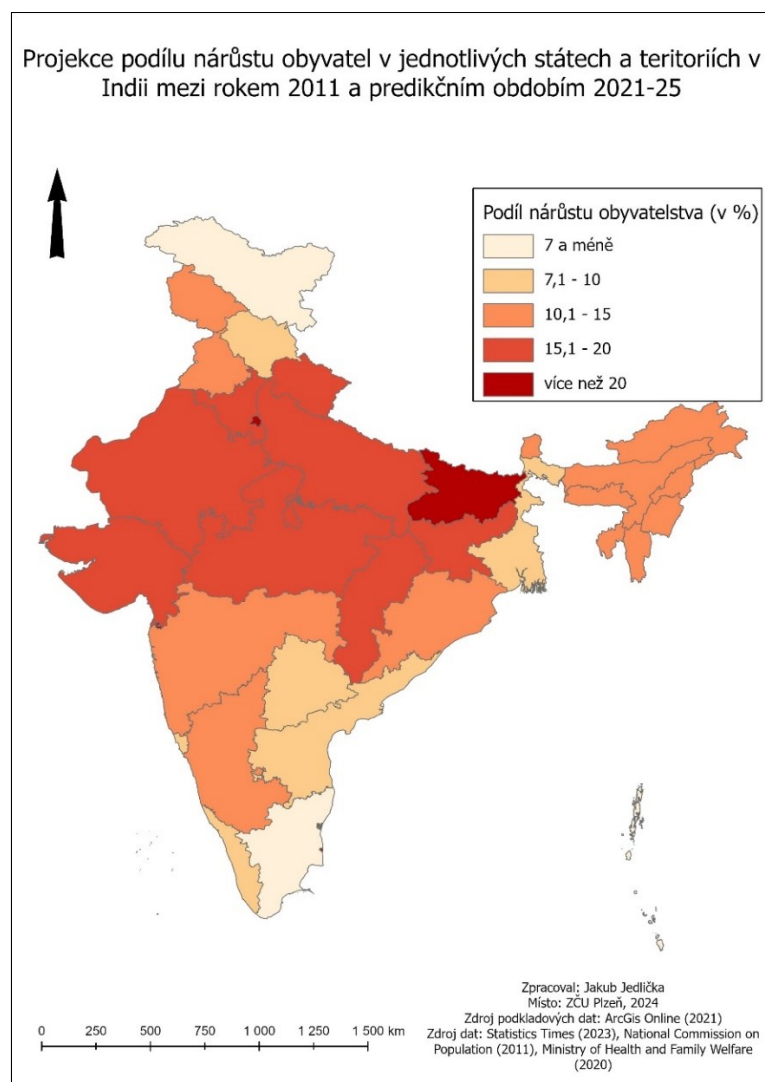 Projekce podílu nárůstu obyvatel v jednotlivých státech a teritoriích v
Indii mezi rokem 2011 a predikčním obdobím 2021-25
Podíl nárůstu obyvatelstva (v %)
7 a méně
7,1 - 10
10,1 - 15
15,1 - 20
více než 20
Zpracoval: Jakub Jedlička
Místo: ZČU Plzeň, 2024
Zdroj podkladových dat: ArcGis Online (2021)
Zdroj dat: Statistics Times (2023), National Commission on
Population (2011), Ministry of Health and Family Welfare
(2020)
0 250 500 1 000 1 500 km